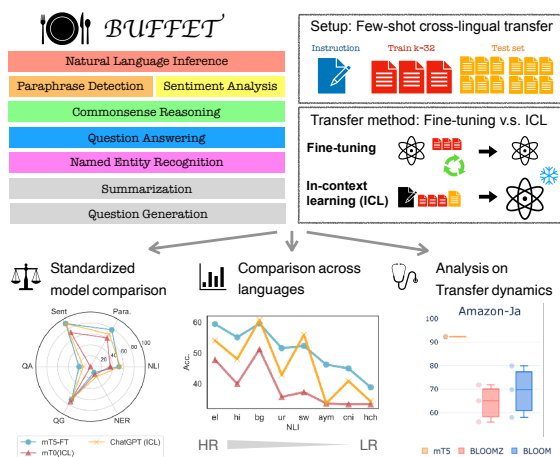 BUFFET
Natural Language Inference
Paraphrase Detection
Sentiment Analysis
Commonsense Reasoning
Question Answering
Named Entity Recognition
Summarization
Question Generation
Setup: Few-shot cross-lingual transfer
Instruction
Train k=32
Test set
Transfer method: Fine-tuning v.s. ICL
Fine-tuning
In-context
learning (ICL)
Standardized
model comparison
Comparison across
languages
Analysis on
Transfer dynamics
Sent
Para.
QA
NLI
QG
NER
20
40
60
80
100
mT5-FT
ChatGPT (ICL)
mT0(ICL)
Acc.
60
50
40
el
hi
bg
ur
sw
aym
cni
hch
NLI
HR
LR
Amazon-Ja
100
90
80
70
60
mT5
BLOOMZ
BLOOM